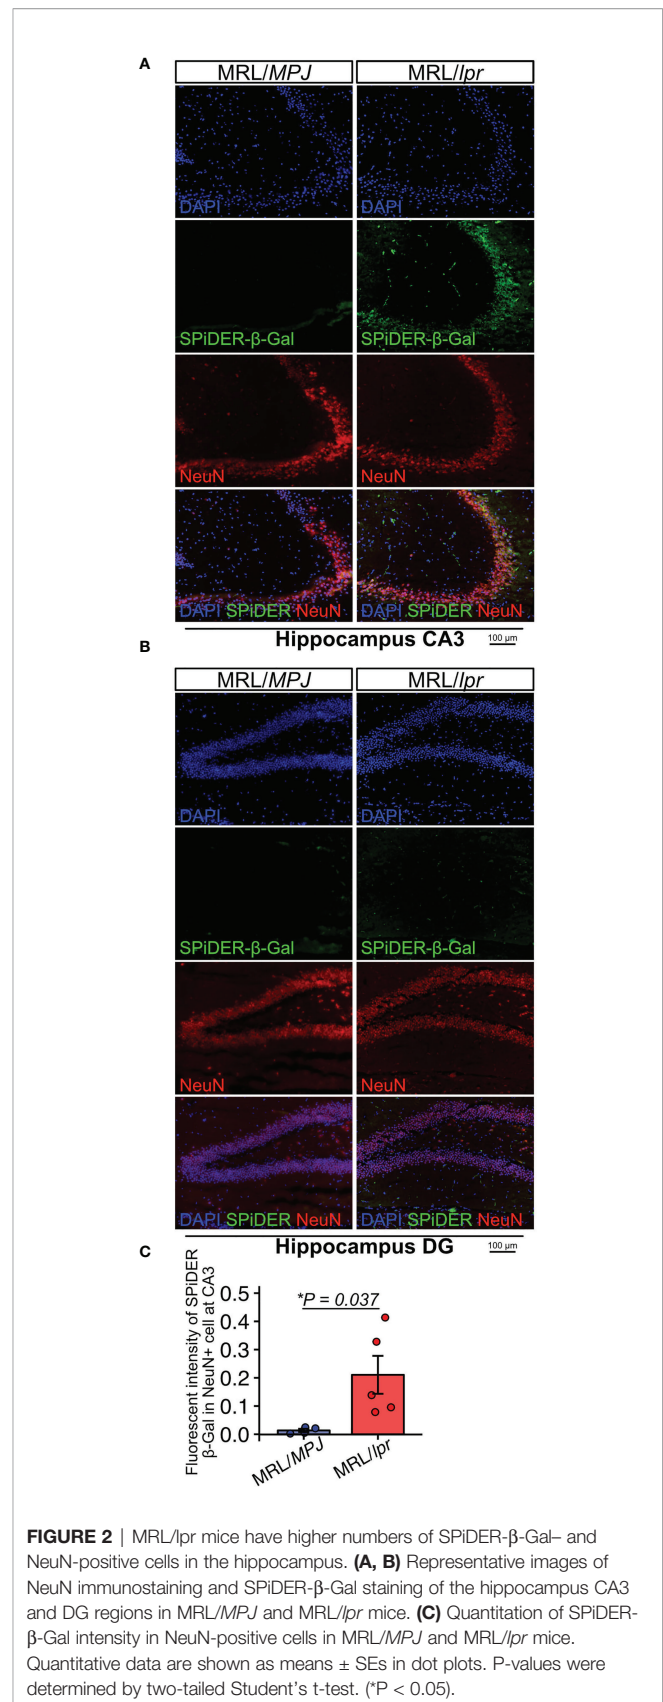 A
MRL/MPJ MRL/lpr
DAPI DAPI
SPiDER-β-Gal SPiDER-β-Gal
NeuN NeuN
DAPI SPiDER NeuN DAPI SPiDER NeuN
Hippocampus CA3 100 μm
B
MRL/MPJ MRL/lpr
DAPI DAPI
SPiDER-β-Gal SPiDER-β-Gal
NeuN NeuN
DAPI SPiDER NeuN DAPI SPiDER NeuN
Hippocampus DG 100 μm
C
Fluorescent intensity of SPiDER
β-Gal in NeuN+ cell at CA3
*P = 0.037
0.5
0.4
0.3
0.2
0.1
0.0
MRL/MPJ MRL/lpr
FIGURE 2 | MRL/lpr mice have higher numbers of SPiDER-β-Gal– and
NeuN-positive cells in the hippocampus. (A, B) Representative images of
NeuN immunostaining and SPiDER-β-Gal staining of the hippocampus CA3
and DG regions in MRL/MPJ and MRL/lpr mice. (C) Quantitation of SPiDER-
β-Gal intensity in NeuN-positive cells in MRL/MPJ and MRL/lpr mice.
Quantitative data are shown as means ± SEs in dot plots. P-values were
determined by two-tailed Student's t-test. (*P < 0.05).